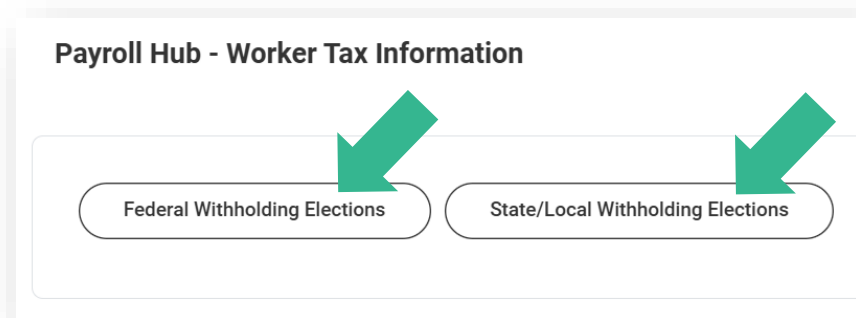 Payroll Hub - Worker Tax Information
Federal Withholding Elections
State/Local Withholding Elections